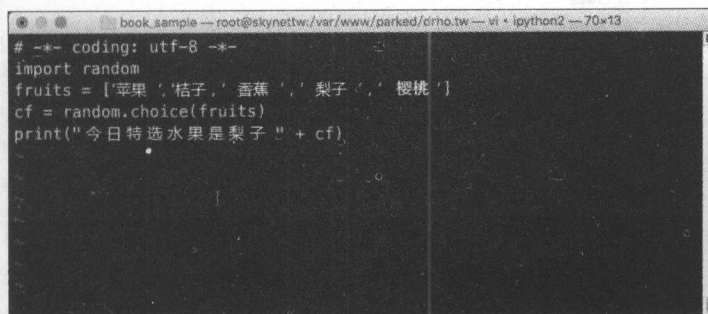 book_sample — root@skynettw:/var/www/parked/drho.tw — vi • ipython2 — 70×13
# -*- coding: utf-8 -*-
import random
fruits = ['苹果 ','桔子,' 香蕉 ',' 梨子 ',' 樱桃 ']
cf = random.choice(fruits)
print("今日特选水果是梨子 " + cf)
~
~
~
~
~
~
~